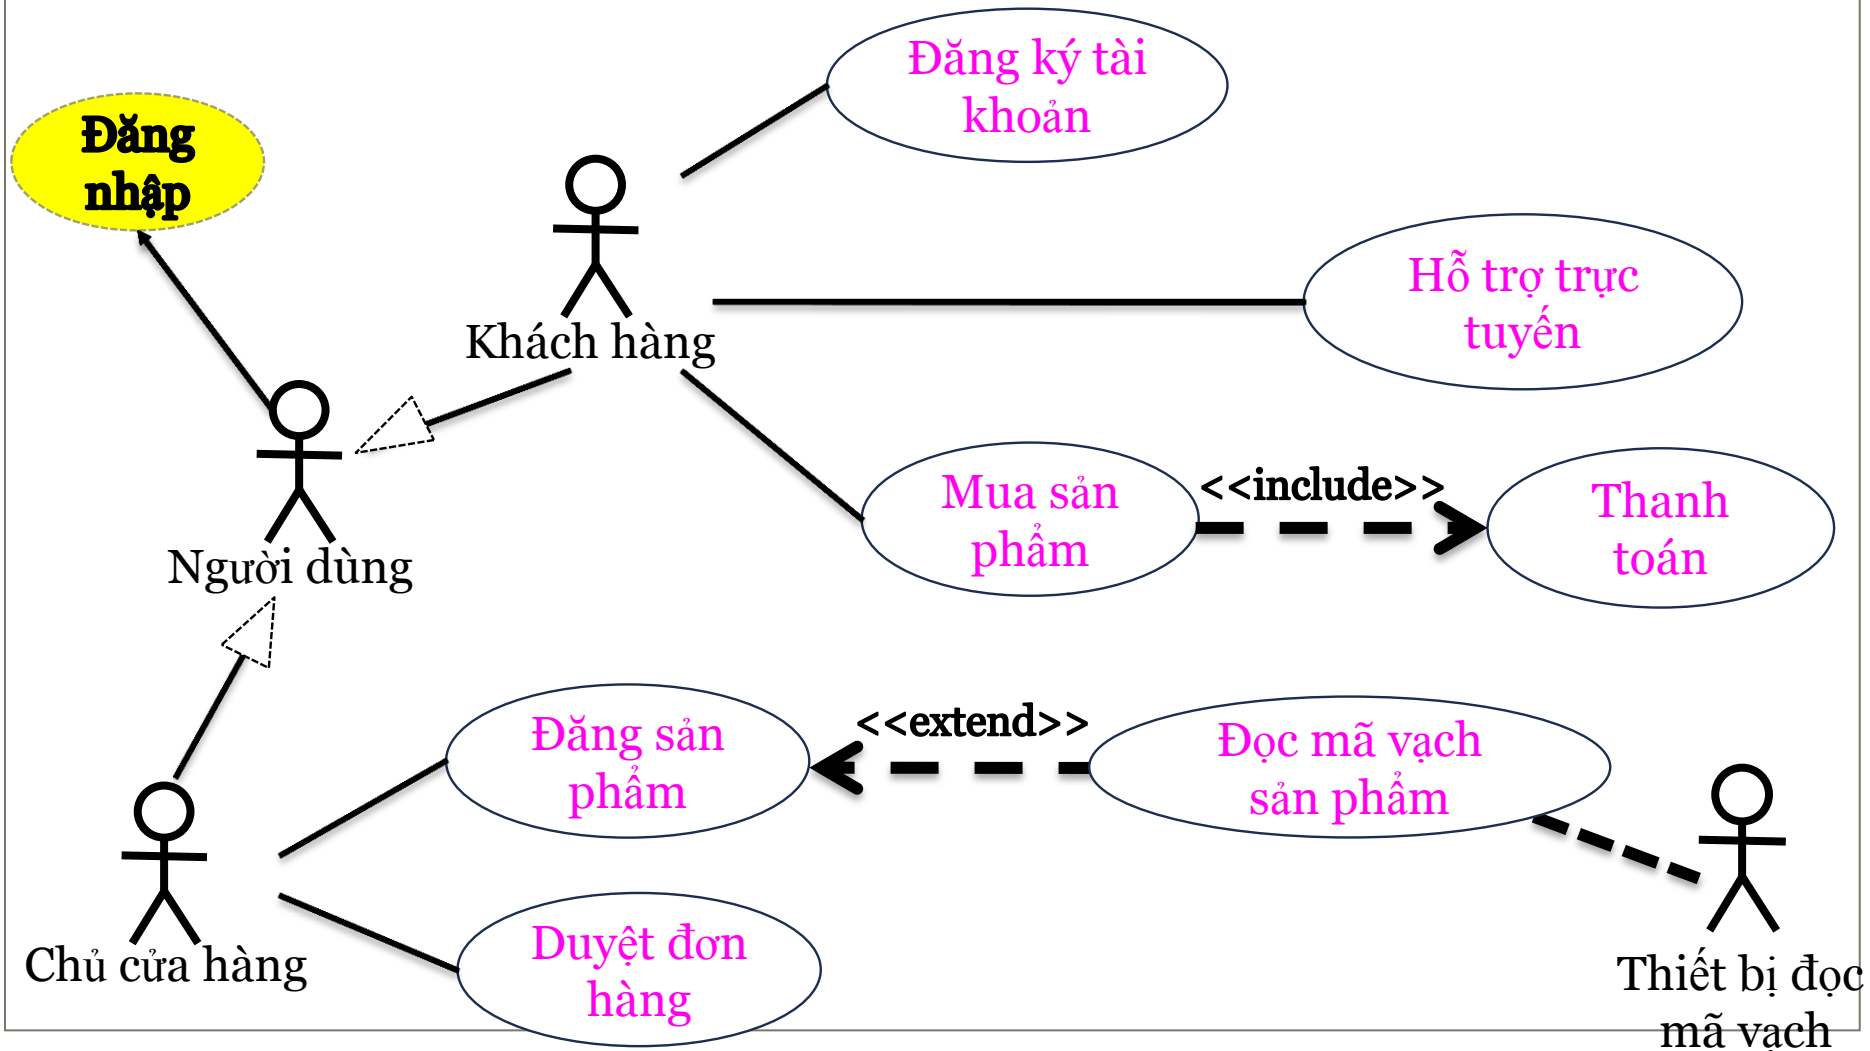 Đăng ký tài
khoản
Đăng
nhập
Hỗ trợ trực
tuyến
Khách hàng
Mua sản
phẩm
<<include>>
Thanh
toán
Người dùng
Đăng sản
phẩm
<<extend>>
Đọc mã vạch
sản phẩm
Chủ cửa hàng
Duyệt đơn
hàng
Thiết bị đọc
mã vạch